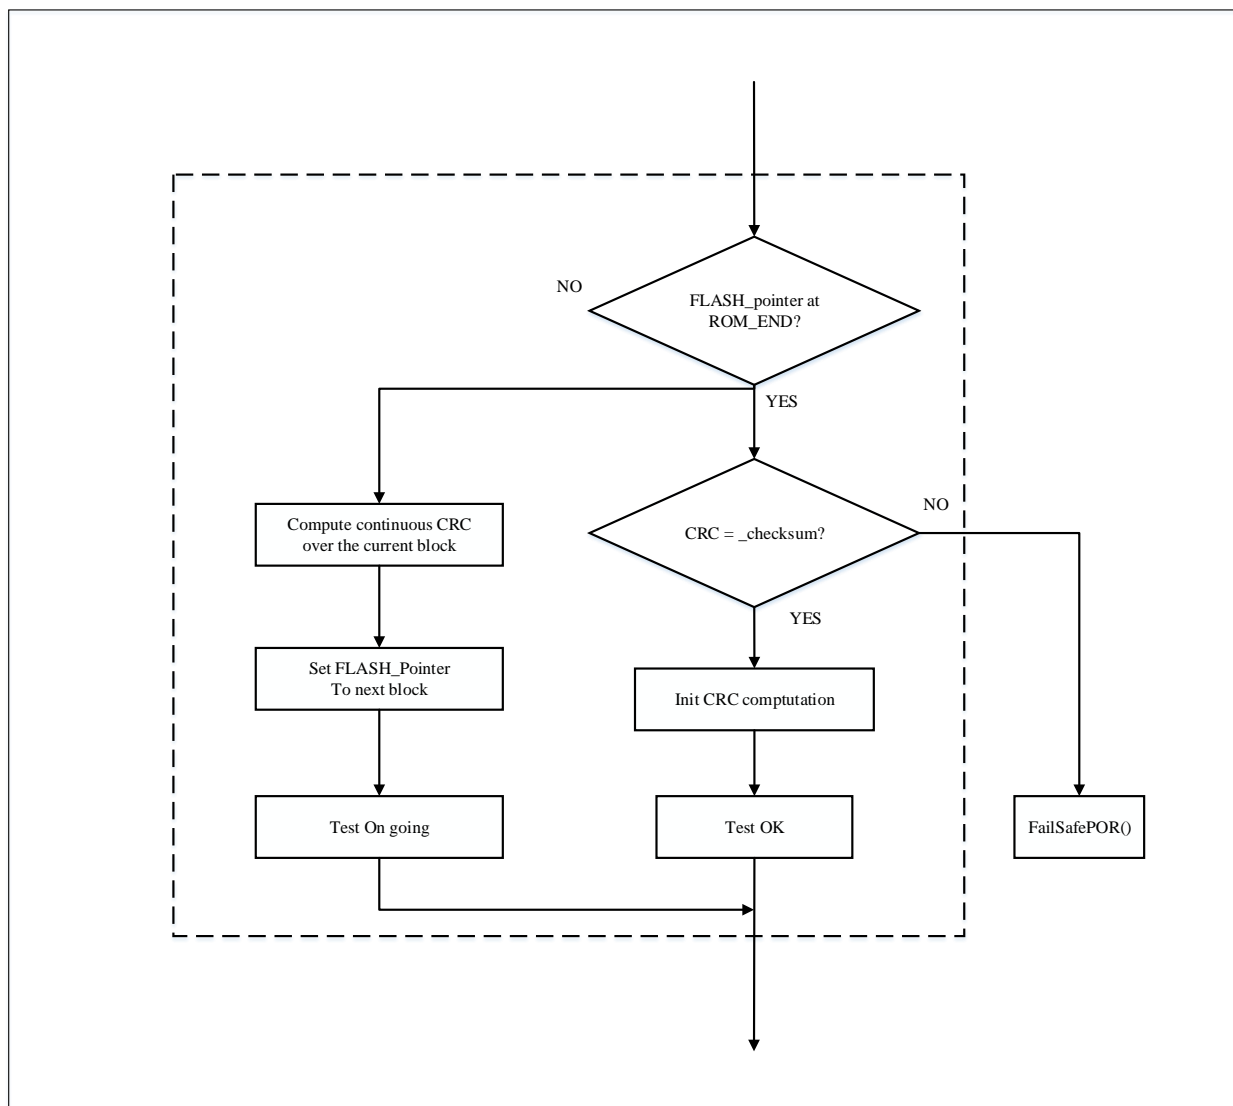 NO
FLASH_pointer at
ROM_END?
YES
Compute continuous CRC
over the current block
CRC = _checksum?
NO
YES
Set FLASH_Pointer
To next block
Init CRC comptutation
Test On going
Test OK
FailSafePOR()